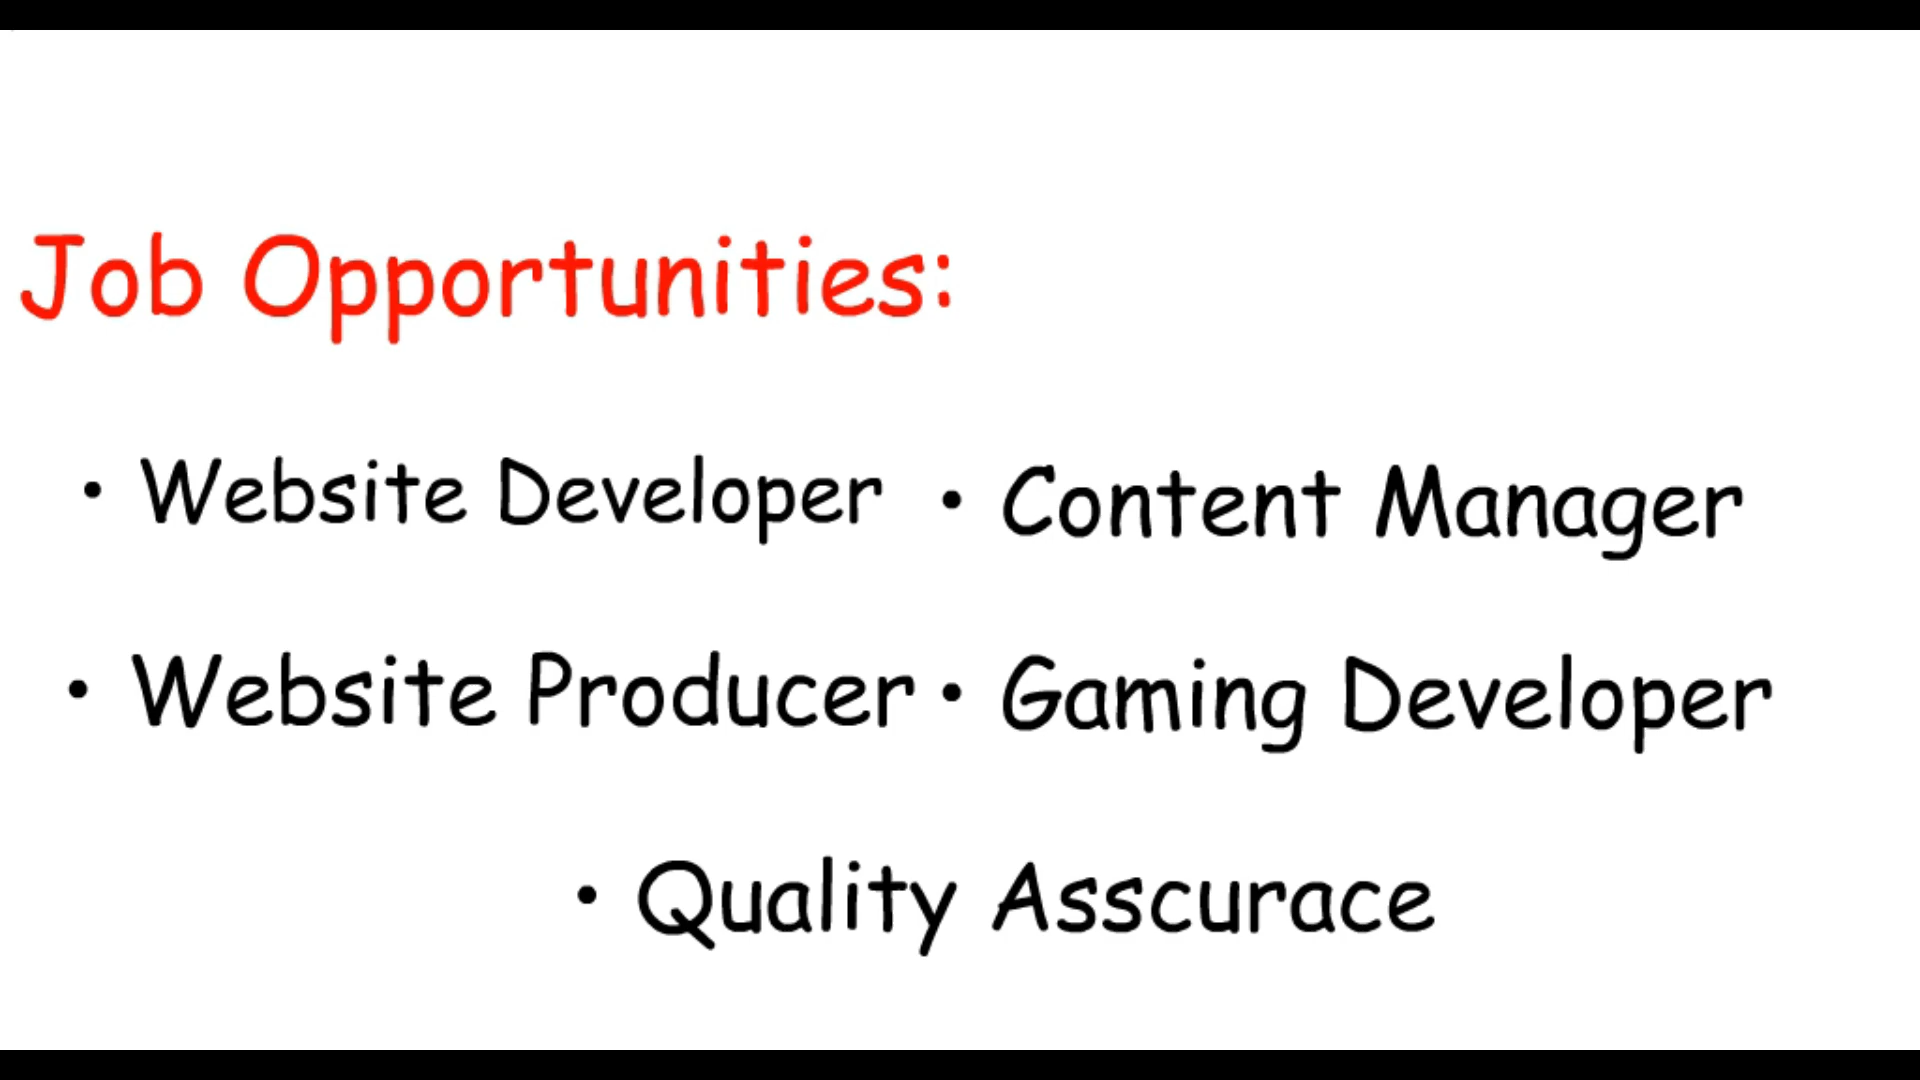 Job Opportunities:
• Website Developer • Content Manager
• Website Producer • Gaming Developer
• Quality Asscurace